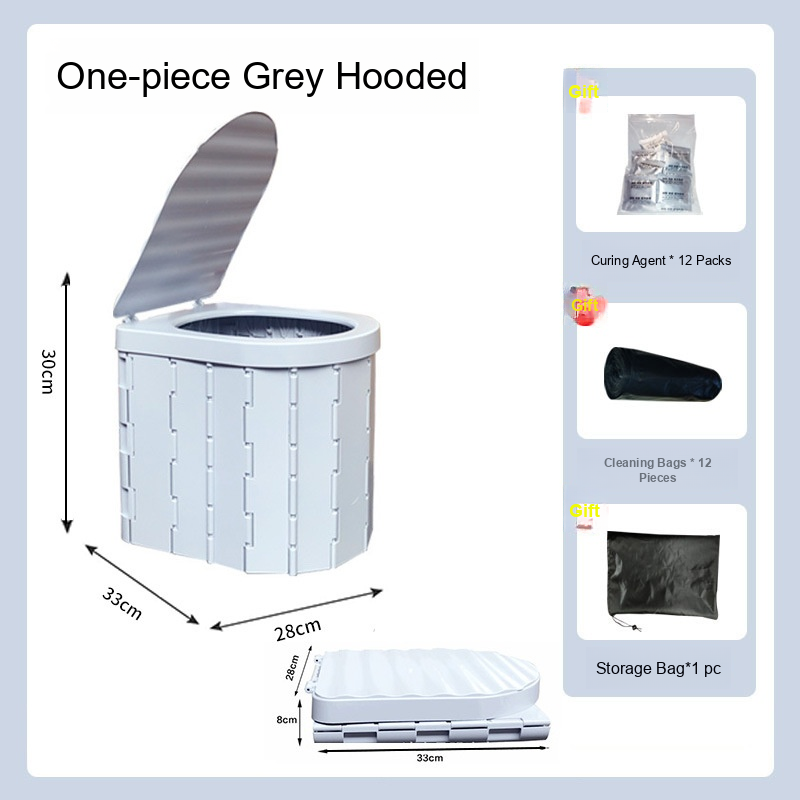 One-piece Grey Hooded
30cm
33cm
28cm
28cm
8cm
33cm
Gift
Curing Agent * 12 Packs
Gift
Cleaning Bags * 12
Pieces
Gift
Storage Bag*1 pc